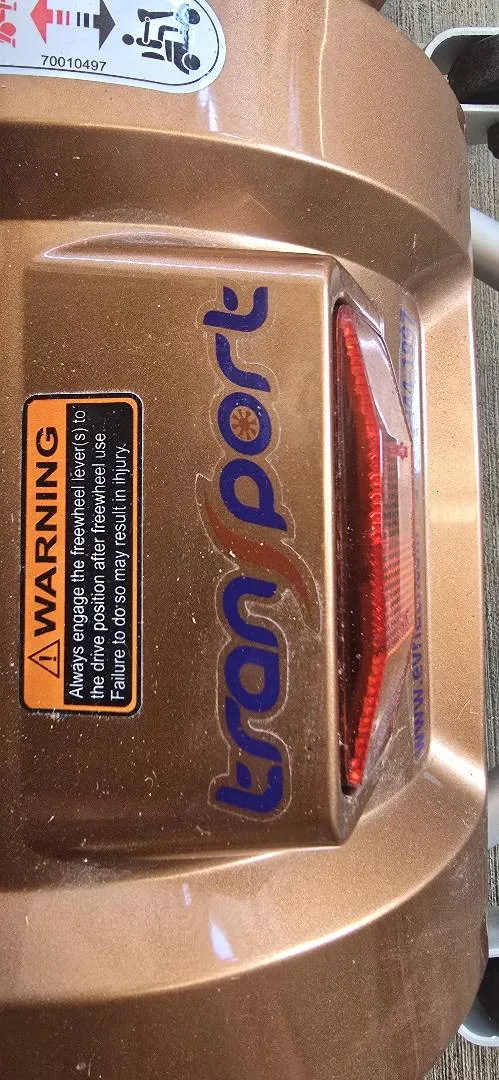 70010497
WARNING
Always engage the freewheel lever(s) to
the drive position after freewheel use.
Failure to do so may result in injury.
tranSport